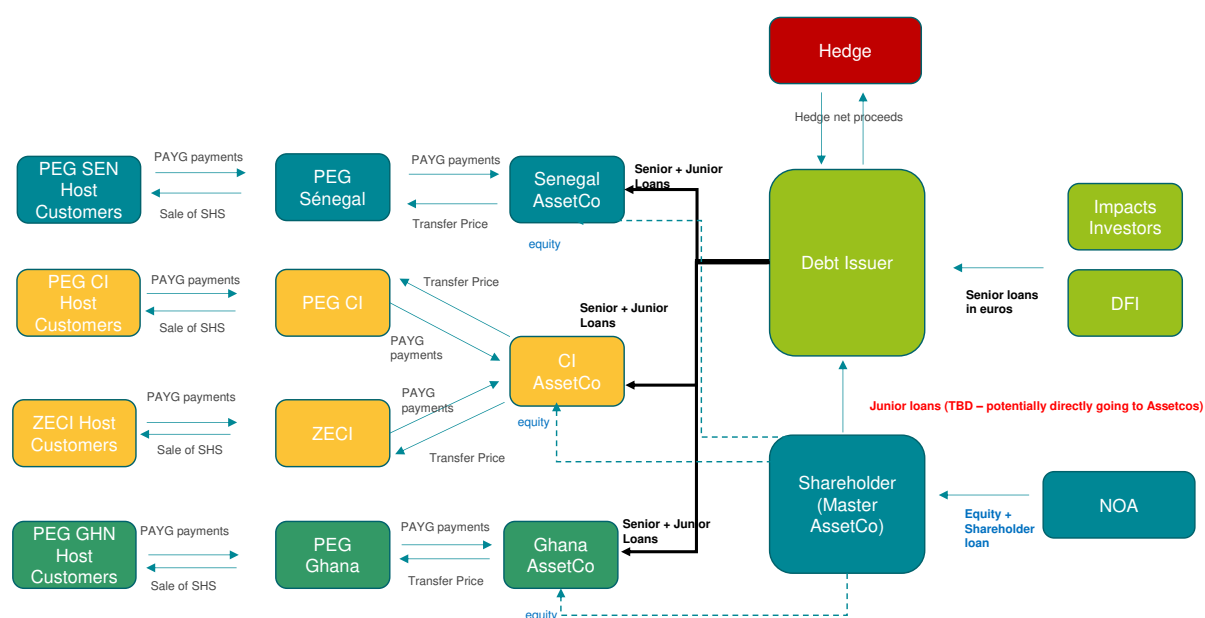 Hedge
Hedge net proceeds
PEG SEN
Host
Customers
PAYG payments
Sale of SHS
PEG
Sénegal
PAYG payments
Transfer Price
Senegal
AssetCo
Senior + Junior
Loans
equity
Debt Issuer
Impacts
Investors
Senior loans
in euros
DFI
PEG CI
Host
Customers
PAYG payments
Sale of SHS
PEG CI
Transfer Price
PAYG
payments
Senior + Junior
Loans
CI
AssetCo
equity
ZECI Host
Customers
PAYG payments
Sale of SHS
ZECI
PAYG
payments
Transfer Price
Junior loans (TBD – potentially directly going to Assetcos)
Shareholder
(Master
AssetCo)
Equity +
Shareholder
loan
NOA
PEG GHN
Host
Customers
PAYG payments
Sale of SHS
PEG
Ghana
PAYG payments
Transfer Price
Ghana
AssetCo
Senior + Junior
Loans
equity